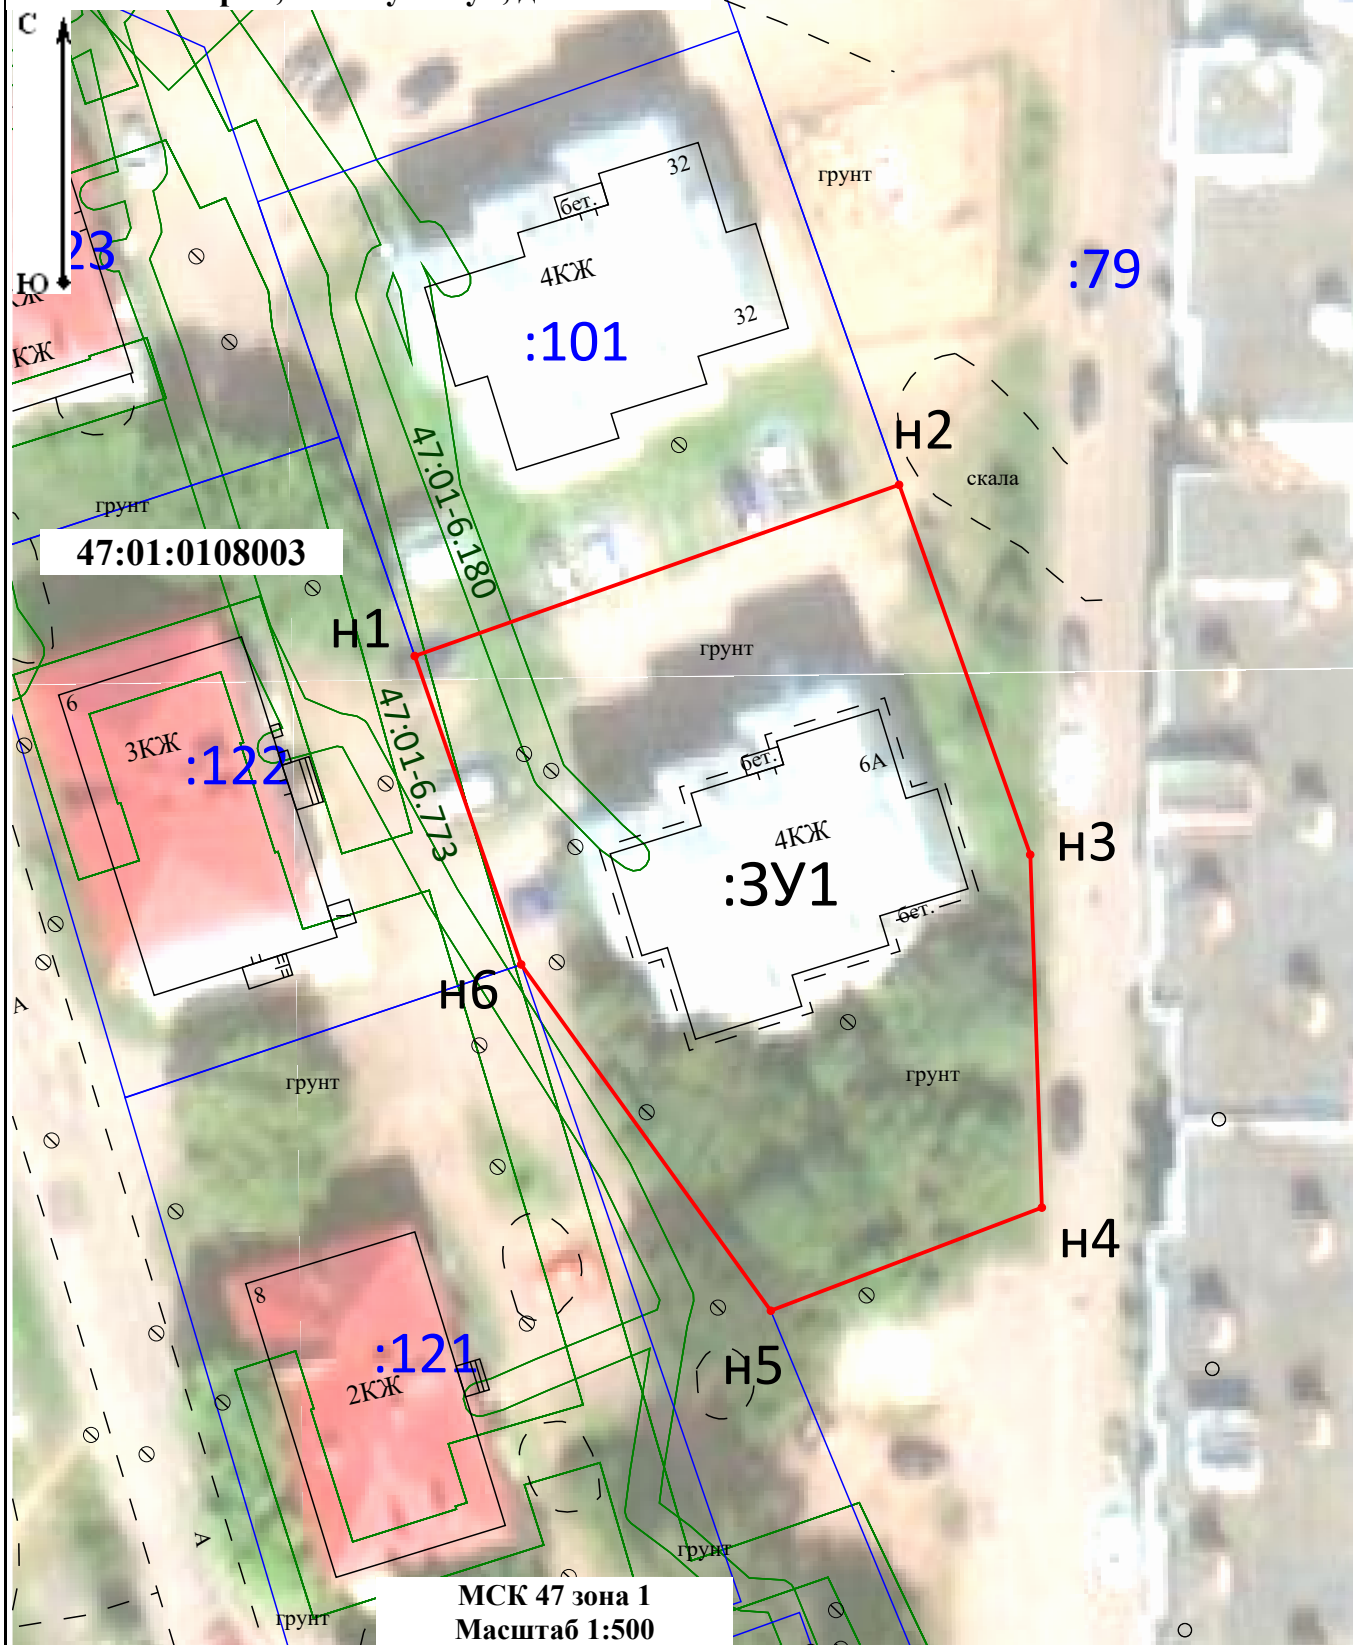 С
Ю
:23
КЖ
КЖ
32
бет.
4КЖ
32
:101
грунт
:79
н2
скала
47:01-6.180
грунт
47:01:0108003
н1
грунт
6
3КЖ
:122
47:01-6.773
бет.
6А
4КЖ
:ЗУ1
бет.
н3
н6
А
грунт
грунт
н4
8
:121
2КЖ
н5
А
грунт
грунт
МСК 47 зона 1
Масштаб 1:500